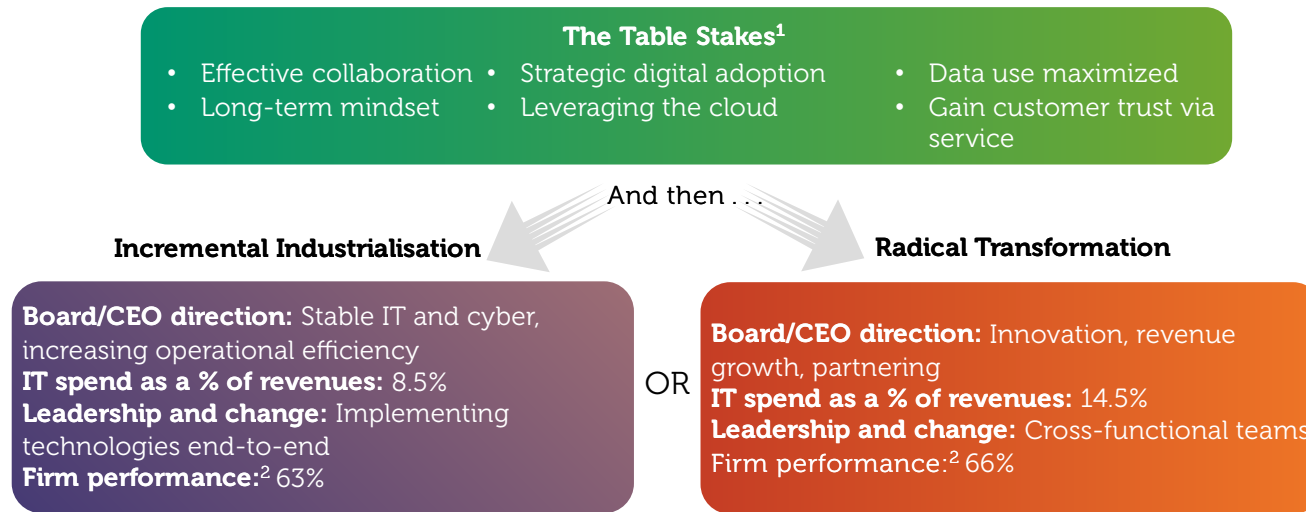 The Table Stakes¹
• Effective collaboration
• Long-term mindset
• Strategic digital adoption
• Leveraging the cloud
• Data use maximized
• Gain customer trust via
service
And then . . .
Incremental Industrialisation
Board/CEO direction: Stable IT and cyber,
increasing operational efficiency
IT spend as a % of revenues: 8.5%
Leadership and change: Implementing
technologies end-to-end
Firm performance:² 63%
OR
Radical Transformation
Board/CEO direction: Innovation, revenue
growth, partnering
IT spend as a % of revenues: 14.5%
Leadership and change: Cross-functional teams
Firm performance:² 66%